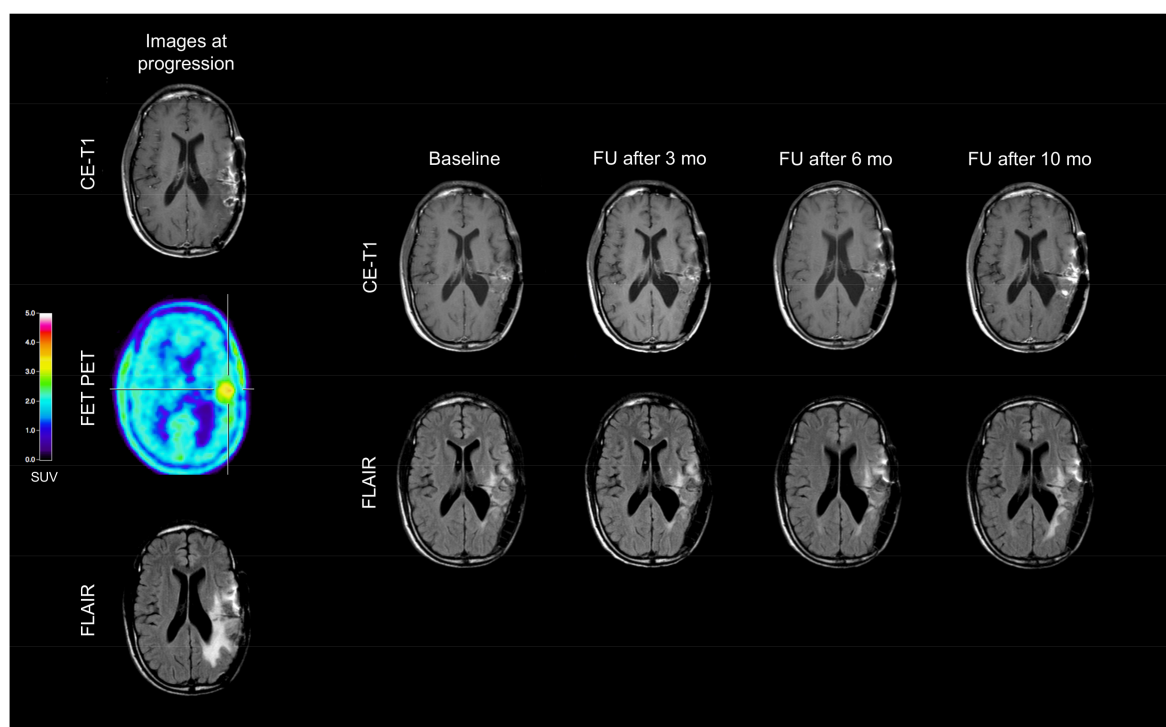 Images at
progression
CE-T1
Baseline
FU after 3 mo
FU after 6 mo
FU after 10 mo
CE-T1
5.0
4.0
3.0
2.0
1.0
0.0
SUV
FET PET
FLAIR
FLAIR